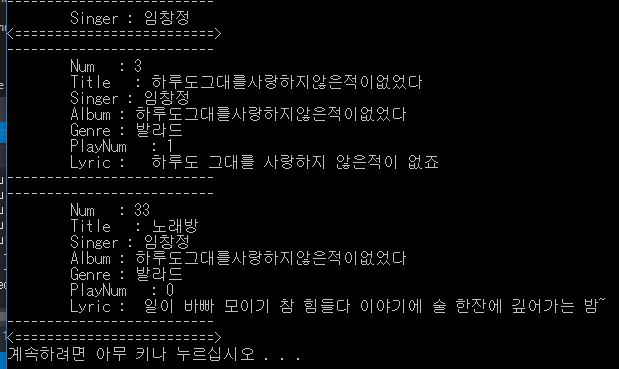 --------------------------
Singer : 임창정
<========================>
--------------------------
Num : 3
Title : 하루도그대를사랑하지않은적이없었다
Singer : 임창정
Album : 하루도그대를사랑하지않은적이없었다
Genre : 발라드
PlayNum : 1
Lyric : 하루도 그대를 사랑하지 않은적이 없죠
--------------------------
--------------------------
Num : 33
Title : 노래방
Singer : 임창정
Album : 하루도그대를사랑하지않은적이없었다
Genre : 발라드
PlayNum : 0
Lyric : 일이 바빠 모이기 참 힘들다 이야기에 술 한잔에 깊어가는 밤~
--------------------------
<========================>
계속하려면 아무 키나 누르십시오 . . .